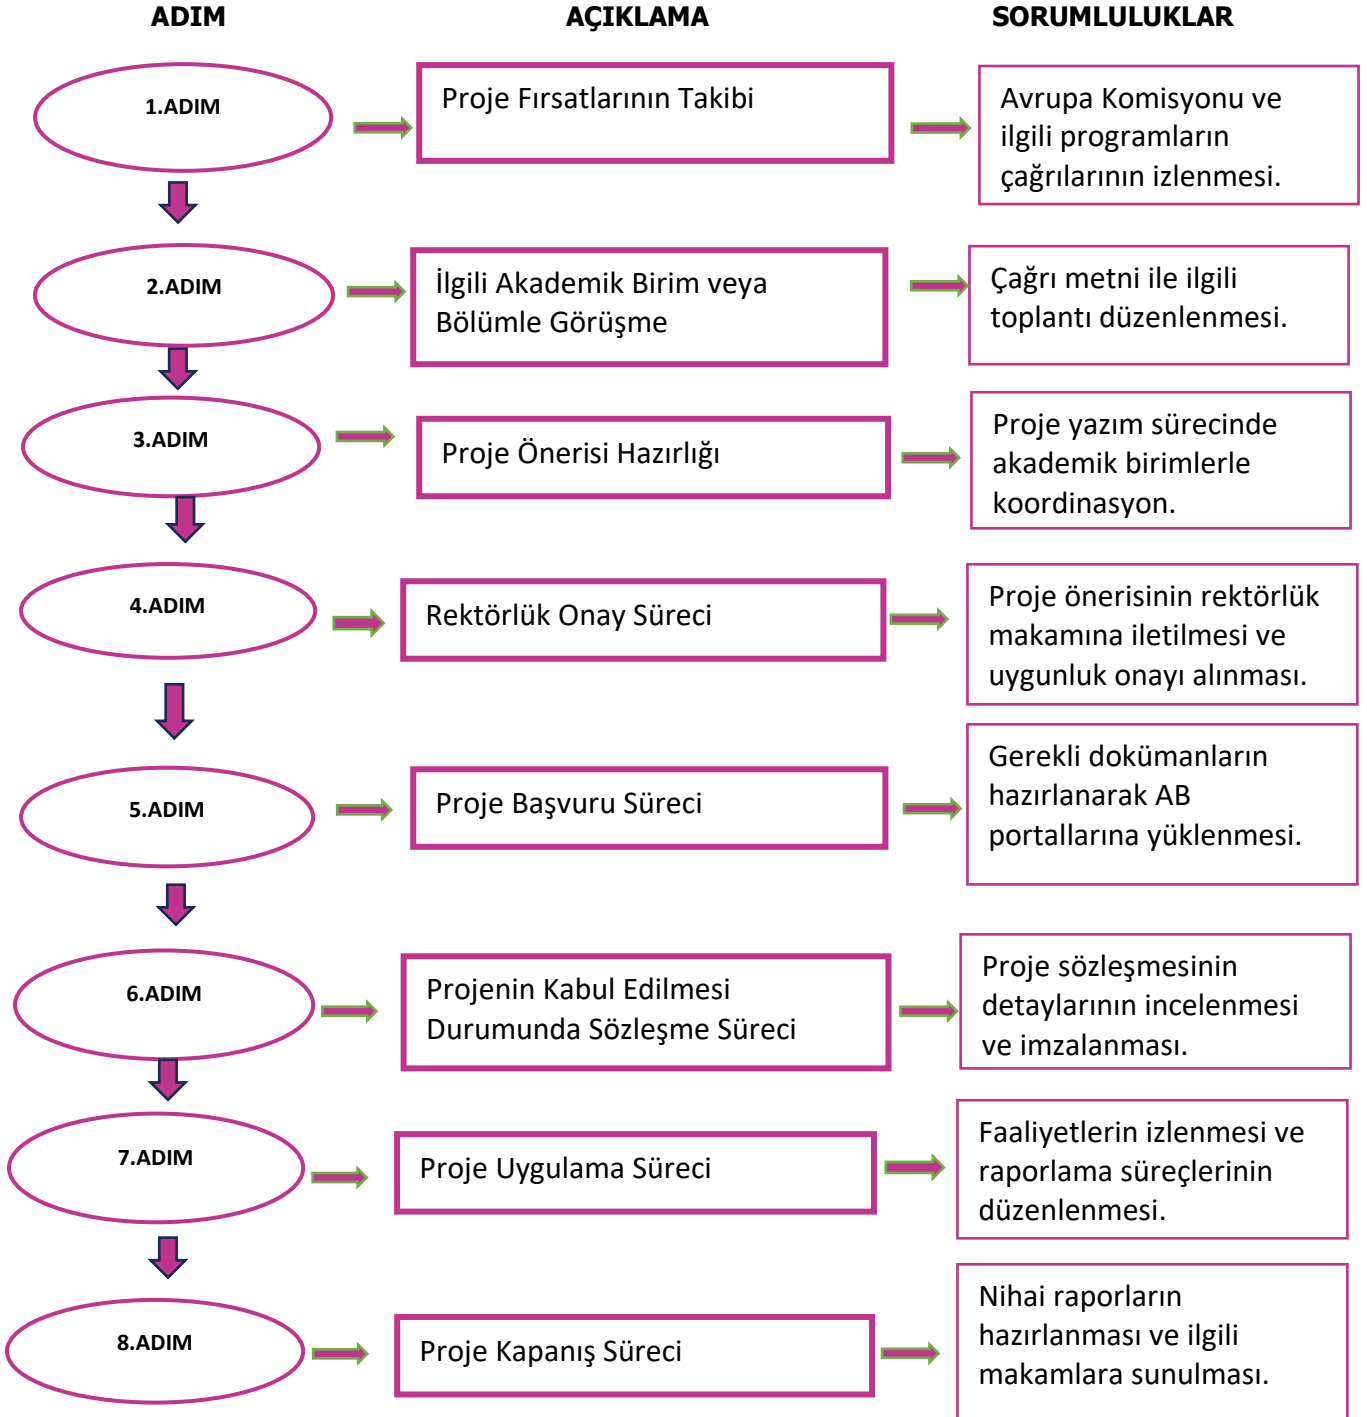 ADIM AÇIKLAMA SORUMLULUKLAR
1.ADIM
Proje Fırsatlarının Takibi
Avrupa Komisyonu ve
ilgili programların
çağrılarının izlenmesi.
2.ADIM
İlgili Akademik Birim veya
Bölümle Görüşme
Çağrı metni ile ilgili
toplantı düzenlenmesi.
3.ADIM
Proje Önerisi Hazırlığı
Proje yazım sürecinde
akademik birimlerle
koordinasyon.
4.ADIM
Rektörlük Onay Süreci
Proje önerisinin rektörlük
makamına iletilmesi ve
uygunluk onayı alınması.
5.ADIM
Proje Başvuru Süreci
Gerekli dokümanların
hazırlanarak AB
portallarına yüklenmesi.
6.ADIM
Projenin Kabul Edilmesi
Durumunda Sözleşme Süreci
Proje sözleşmesinin
detaylarının incelenmesi
ve imzalanması.
7.ADIM
Proje Uygulama Süreci
Faaliyetlerin izlenmesi ve
raporlama süreçlerinin
düzenlenmesi.
8.ADIM
Proje Kapanış Süreci
Nihai raporların
hazırlanması ve ilgili
makamlara sunulması.